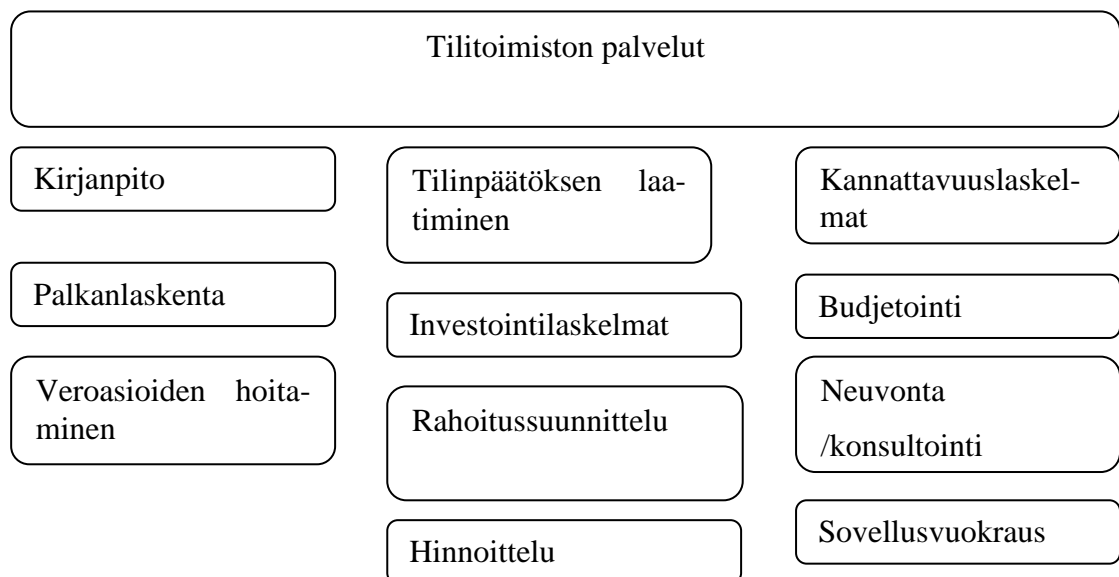 Tilitoimiston palvelut
Kirjanpito
Palkanlaskenta
Veroasioiden hoita-
minen
Tilinpäätöksen laa-
timinen
Investointilaskelmat
Rahoitussuunnittelu
Hinnoittelu
Kannattavuuslaskel-
mat
Budjetointi
Neuvonta
/konsultointi
Sovellusvuokraus